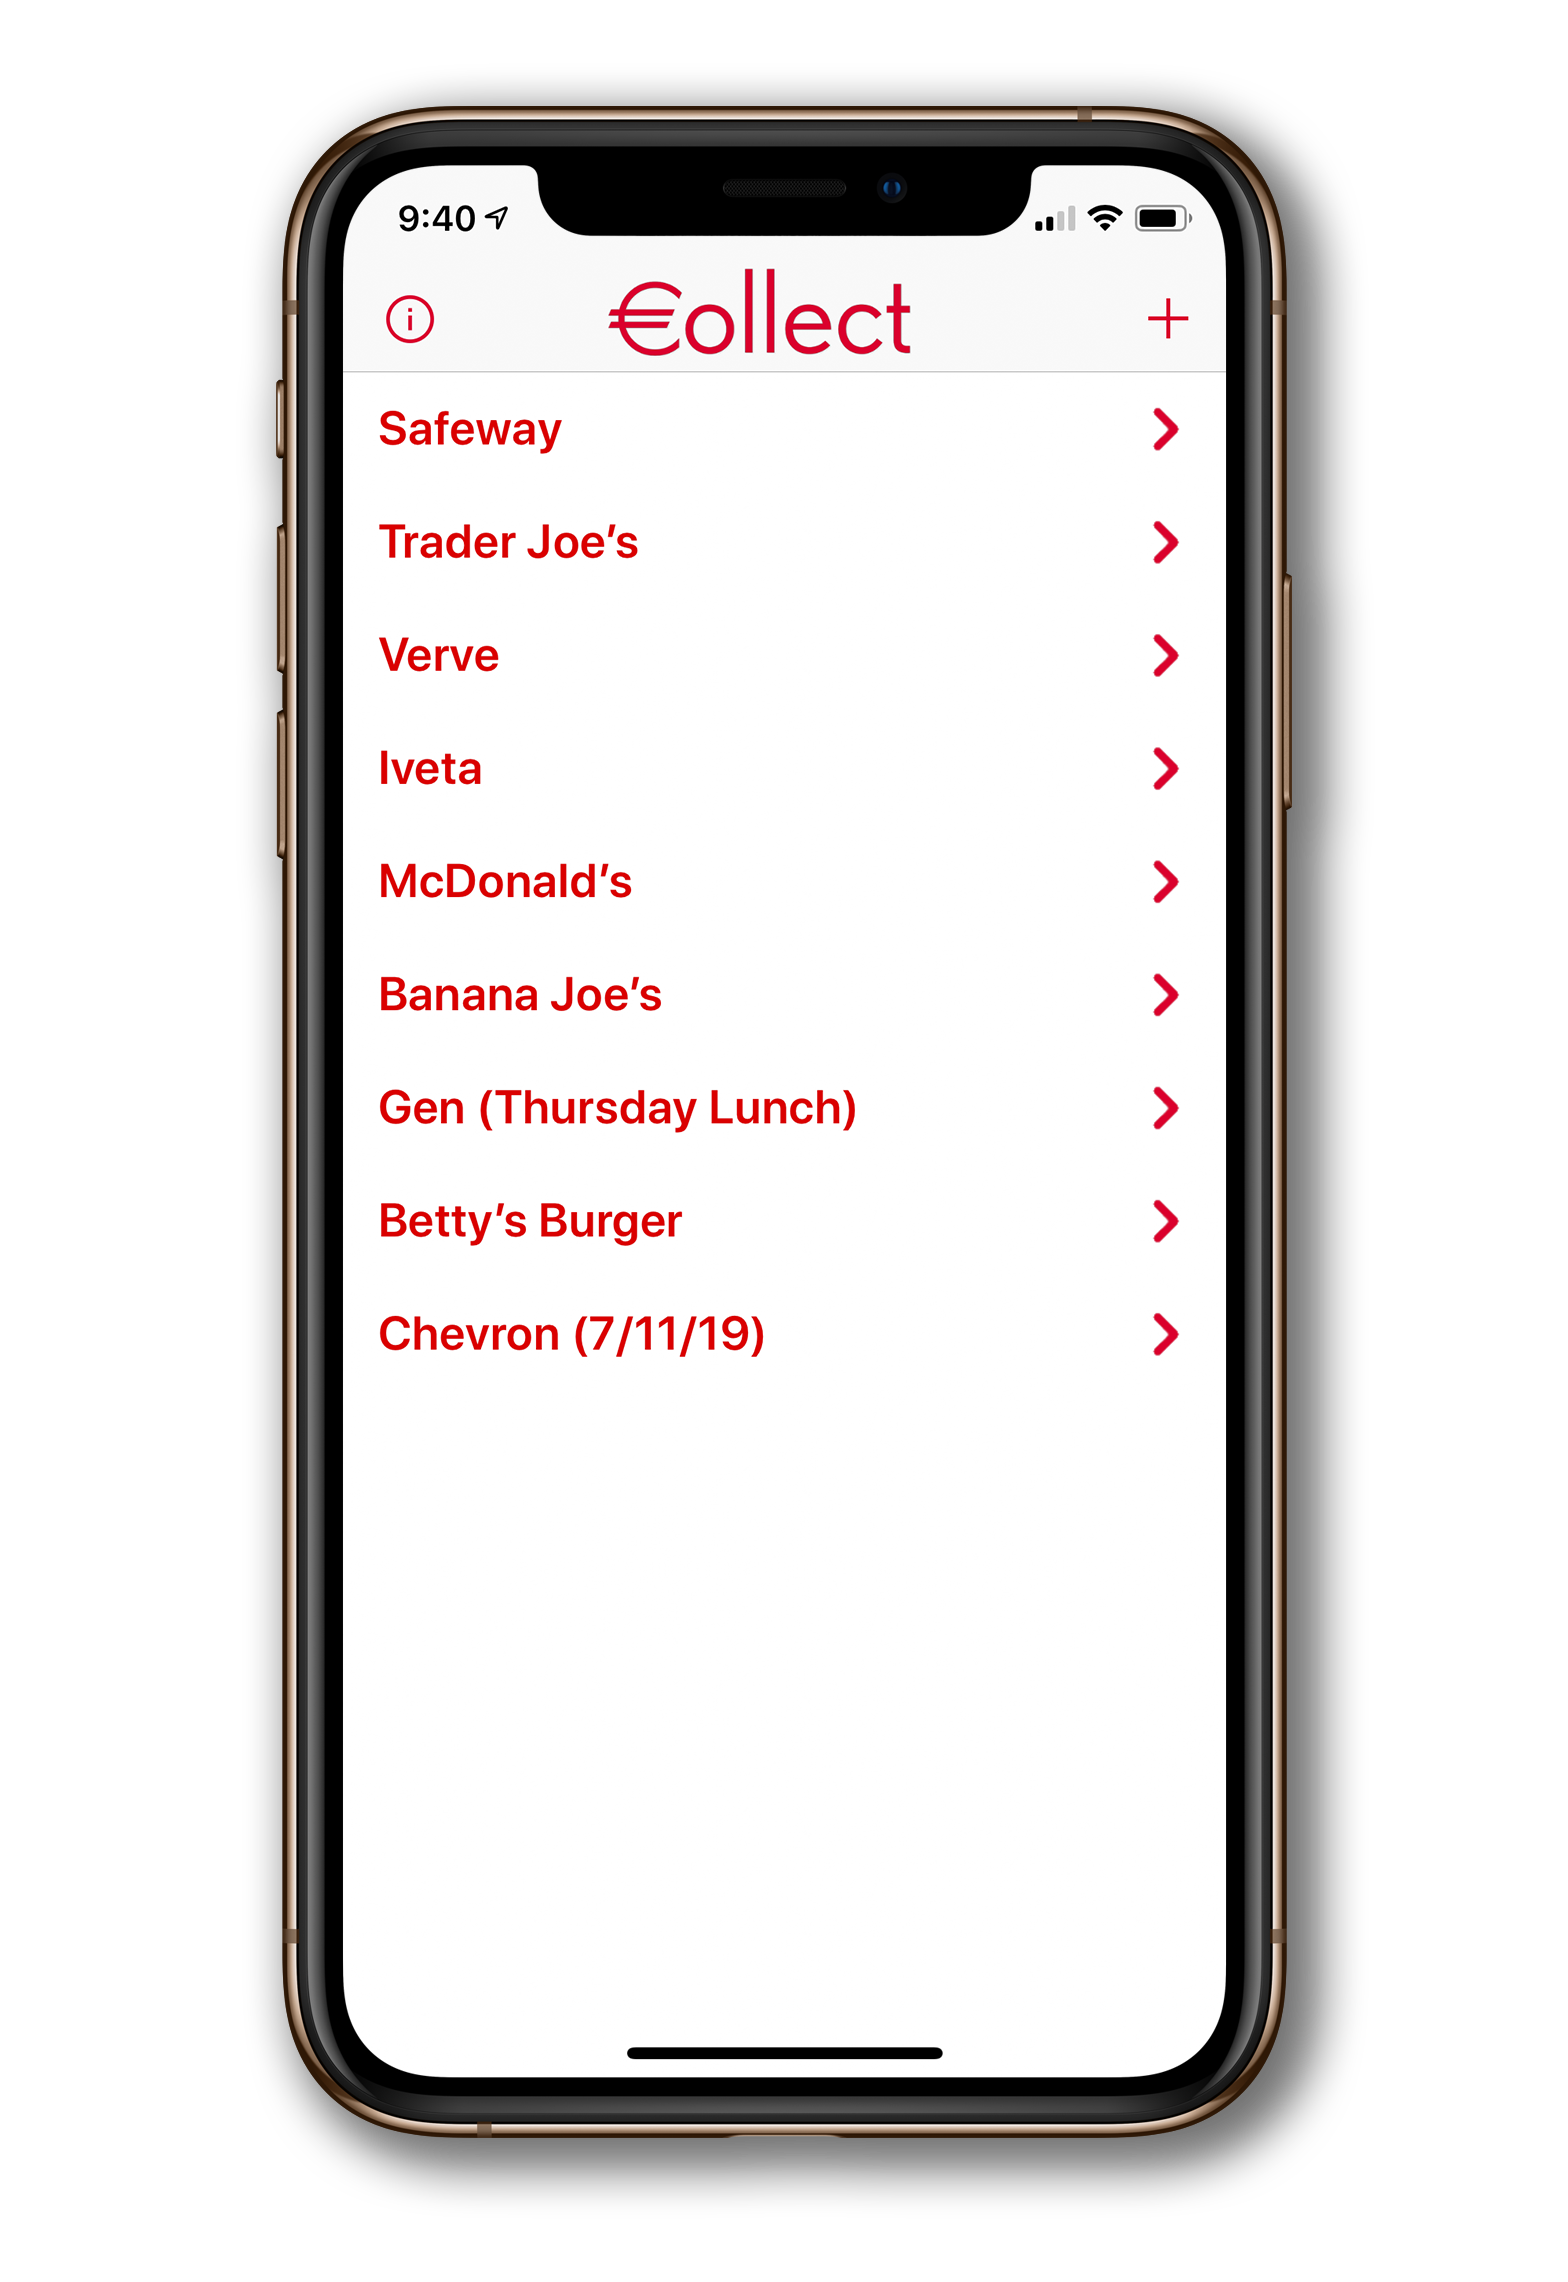 9:40
€ollect
Safeway
Trader Joe’s
Verve
Iveta
McDonald’s
Banana Joe’s
Gen (Thursday Lunch)
Betty’s Burger
Chevron (7/11/19)